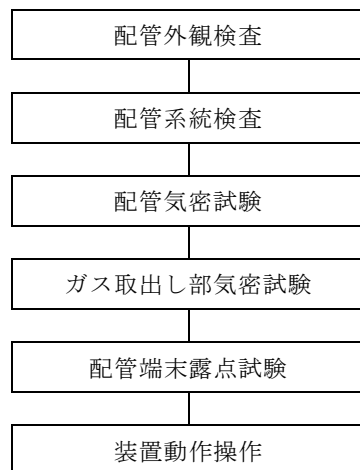 配管外観検査
配管系統検査
配管気密試験
ガス取出し部気密試験
配管端末露点試験
装置動作操作